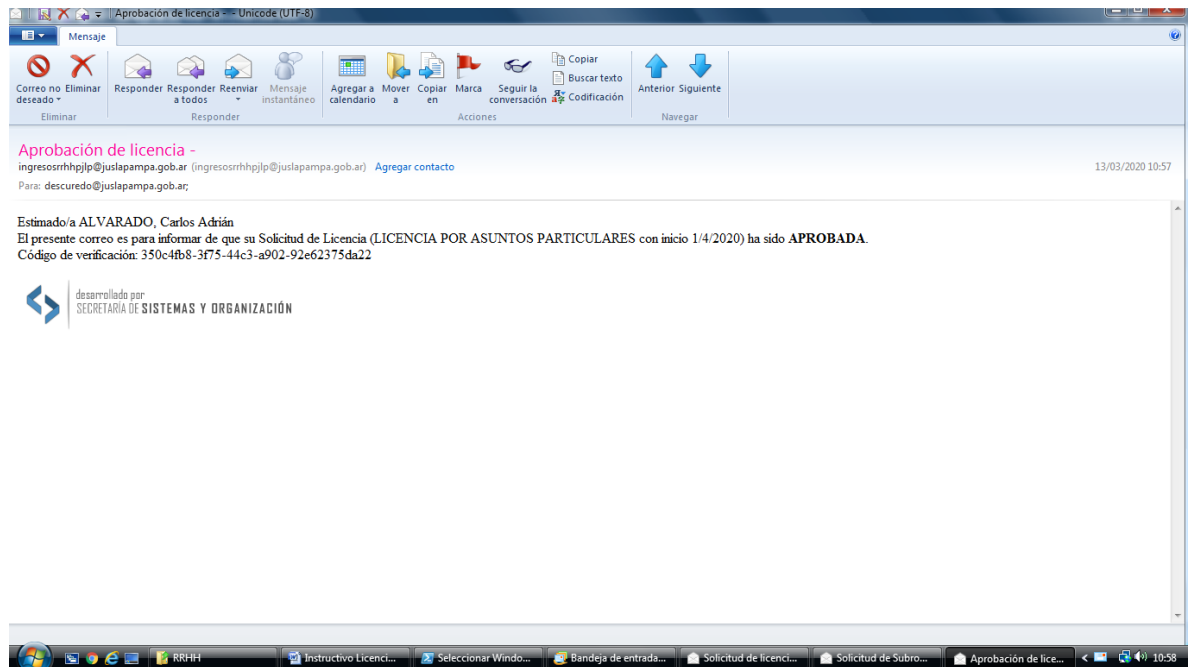 Aprobación de licencia - - Unicode (UTF-8)
Mensaje
Correo no deseado
Eliminar
Responder
Responder a todos
Reenviar
Mensaje instantáneo
Agregar a calendario
Mover a
Copiar en
Marca
Seguir la conversación
Copiar
Buscar texto
Codificación
Anterior
Siguiente
Eliminar
Responder
Acciones
Navegar
Aprobación de licencia -
ingresosrrhhpjlp@juslapampa.gob.ar (ingresosrrhhpjlp@juslapampa.gob.ar) Agregar contacto
13/03/2020 10:57
Para: descuredo@juslapampa.gob.ar;
Estimado/a ALVARADO, Carlos Adrián
El presente correo es para informar de que su Solicitud de Licencia (LICENCIA POR ASUNTOS PARTICULARES con inicio 1/4/2020) ha sido APROBADA.
Código de verificación: 350c4fb8-3f75-44c3-a902-92e62375da22
desarrollado por
SECRETARÍA DE SISTEMAS Y ORGANIZACIÓN
RRHH
Instructivo Licenci...
Seleccionar Windo...
Bandeja de entrada...
Solicitud de licenci...
Solicitud de Subro...
Aprobación de lice...
10:58